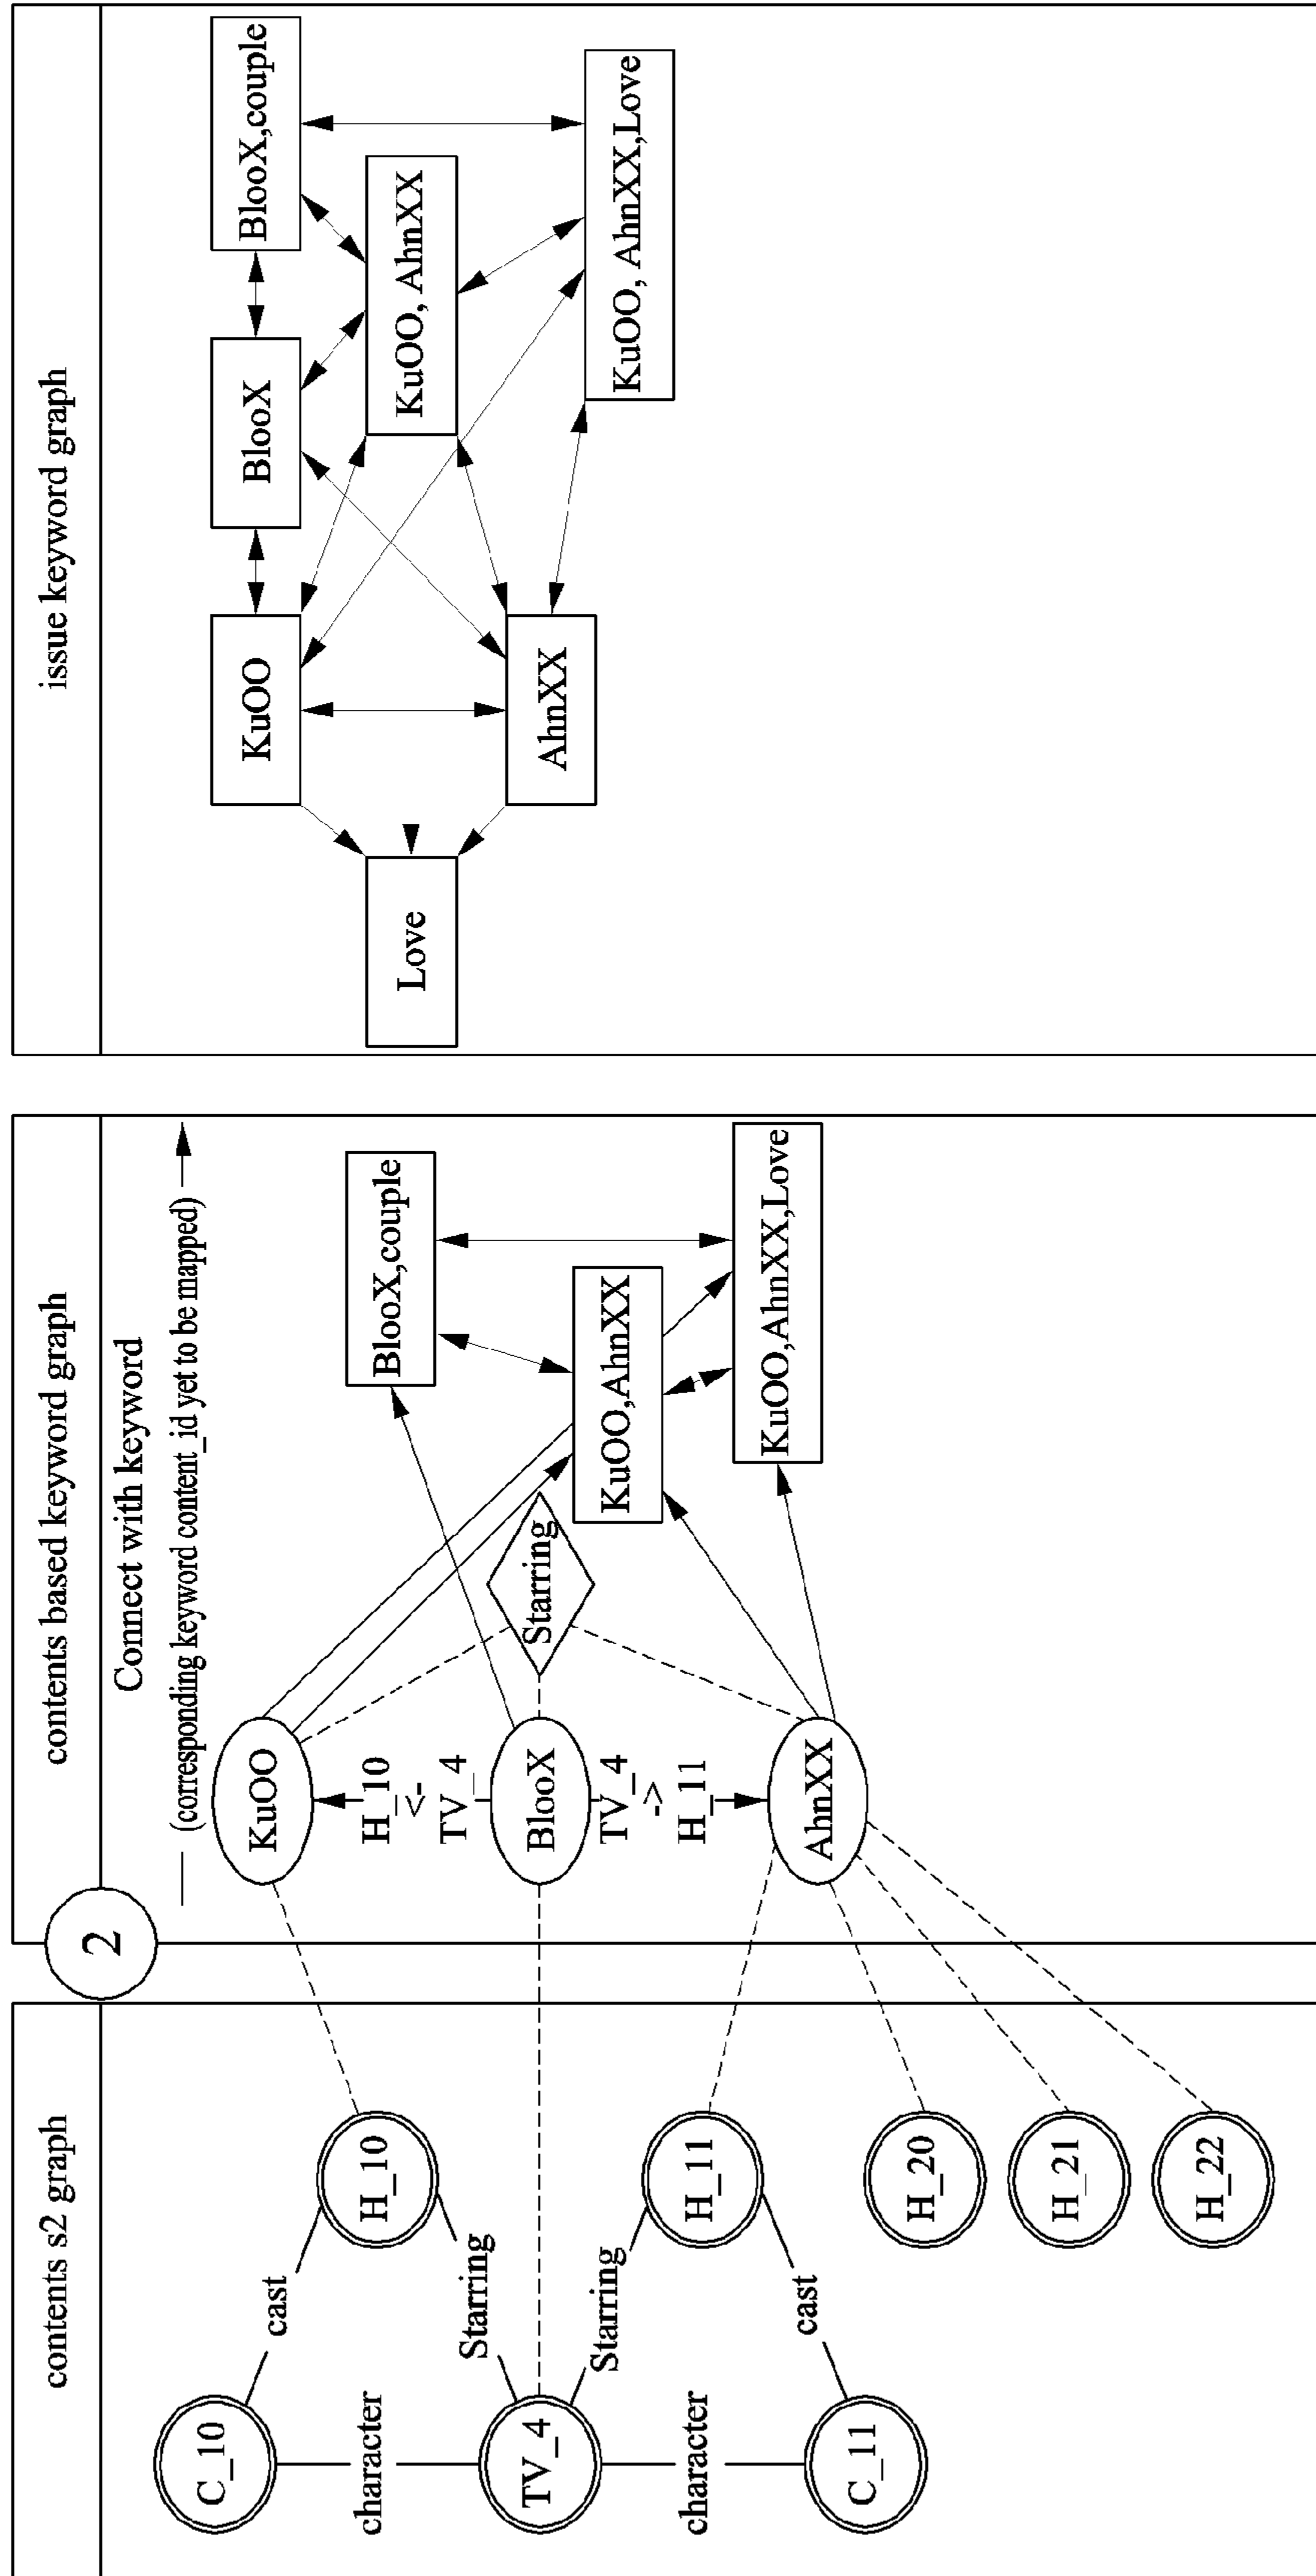 contents s2 graph
C_10
cast
H_10
character
Starring
TV_4
Starring
H_11
character
cast
C_11
H_20
H_21
H_22
2
contents based keyword graph
Connect with keyword
(corresponding keyword content_id yet to be mapped)
KuOO
H_10
<-
TV_4
BlooX
TV_4
->
H_11
AhnXX
Starring
BlooX,couple
KuOO,AhnXX
KuOO,AhnXX,Love
issue keyword graph
KuOO
BlooX
BlooX,couple
Love
KuOO, AhnXX
AhnXX
KuOO, AhnXX,Love